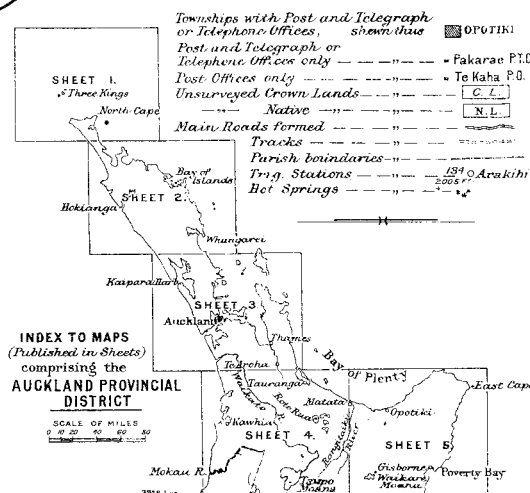 Townships with Post and Telegraph
or Telephone Offices, shewn thus OPOTIKI
Post and Telegraph or
Telephone Offices only " Pakarae P.T.O
Post Offices only " Te Kaha P.O.
Unsurveyed Crown Lands " C. L.
" Native " N. L.
Main Roads formed "
Tracks "
Parish boundaries "
Trig. Stations " 134 Arakihi
2005 FT
Hot Springs "
SHEET 1.
Three Kings
North Cape
Bay of
Islands
SHEET 2.
Hokianga
Whangarei
Kaipara Harb
SHEET 3.
Auckland
Thames
INDEX TO MAPS
(Published in Sheets)
comprising the
AUCKLAND PROVINCIAL
DISTRICT
SCALE OF MILES
0 10 20 40 60 80
Te Aroha
Bay of Plenty
Tauranga
Waikato R.
Matata
East Cape
Rotorua
Opotiki
Kawhia
SHEET 4.
Rangitaiki
River
SHEET 5.
Mokau R.
Taupo
Moana
Gisborne
Poverty Bay
Waikare
Moana